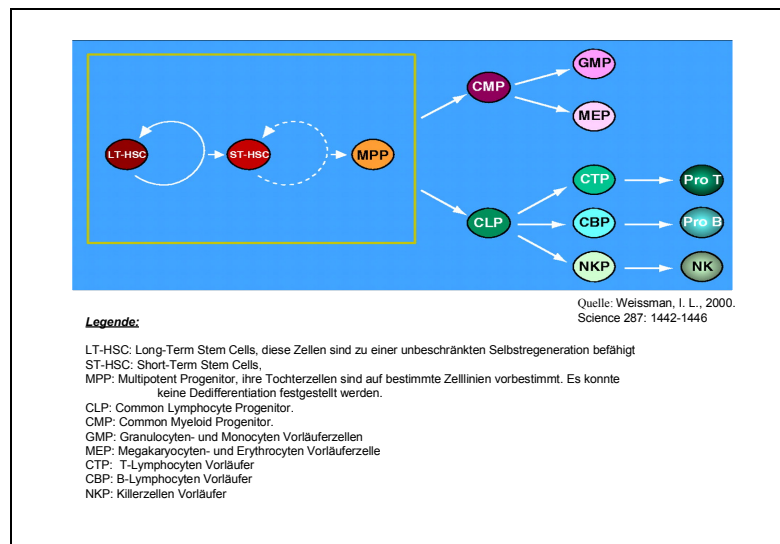 GMP
CMP
MEP
LT-HSC
ST-HSC
MPP
CTP
Pro T
CLP
CBP
Pro B
NKP
NK
Quelle: Weissman, I. L., 2000.
Science 287: 1442-1446
Legende:
LT-HSC: Long-Term Stem Cells, diese Zellen sind zu einer unbeschränkten Selbstregeneration befähigt
ST-HSC: Short-Term Stem Cells,
MPP: Multipotent Progenitor, ihre Tochterzellen sind auf bestimmte Zelllinien vorbestimmt. Es konnte
keine Dedifferentiation festgestellt werden.
CLP: Common Lymphocyte Progenitor.
CMP: Common Myeloid Progenitor.
GMP: Granulocyten- und Monocyten Vorläuferzellen
MEP: Megakaryocyten- und Erythrocyten Vorläuferzelle
CTP: T-Lymphocyten Vorläufer
CBP: B-Lymphocyten Vorläufer
NKP: Killerzellen Vorläufer